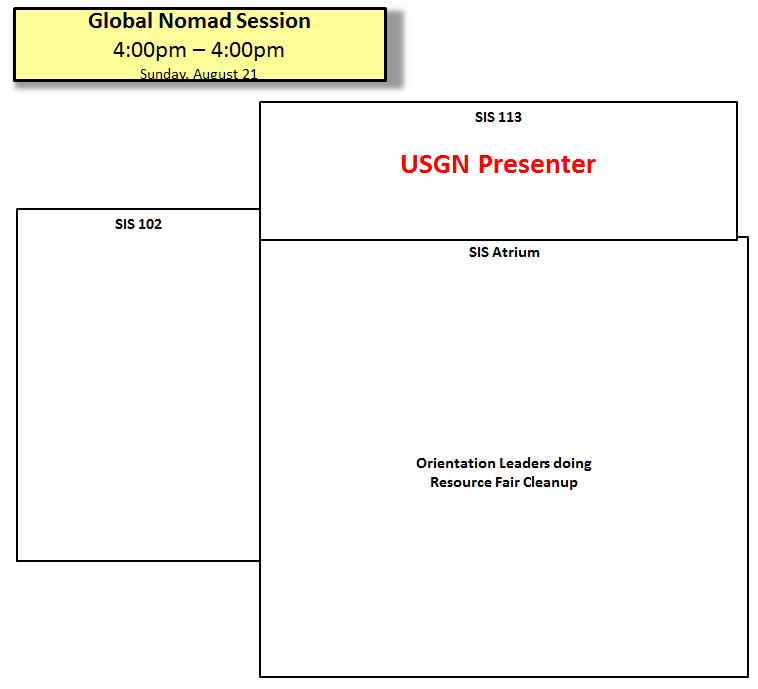 Global Nomad Session
4:00pm – 4:00pm
Sunday, August 21
SIS 113
USGN Presenter
SIS 102
SIS Atrium
Orientation Leaders doing
Resource Fair Cleanup